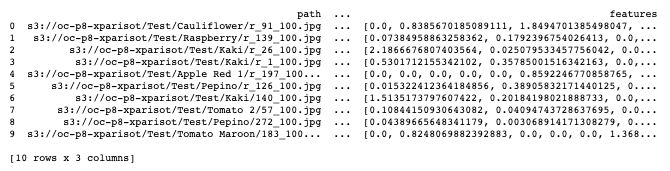 path ... features
0 s3://oc-p8-xparisot/Test/Cauliflower/r_91_100.jpg ... [0.0, 0.8385670185089111, 1.8494701385498047, ...
1 s3://oc-p8-xparisot/Test/Raspberry/r_139_100.jpg ... [0.07384958863258362, 0.1792396754026413, 0.0,...
2 s3://oc-p8-xparisot/Test/Kaki/r_26_100.jpg ... [2.1866676807403564, 0.025079533457756042, 0.0...
3 s3://oc-p8-xparisot/Test/Kaki/r_1_100.jpg ... [0.5301712155342102, 0.35785001516342163, 0.0,...
4 s3://oc-p8-xparisot/Test/Apple Red 1/r_197_100... ... [0.0, 0.0, 0.0, 0.0, 0.0, 0.8592246770858765, ...
5 s3://oc-p8-xparisot/Test/Pepino/r_126_100.jpg ... [0.015322412364184856, 0.38905832171440125, 0....
6 s3://oc-p8-xparisot/Test/Kaki/140_100.jpg ... [1.5135173797607422, 0.20184198021888733, 0.0,...
7 s3://oc-p8-xparisot/Test/Tomato 2/57_100.jpg ... [0.10844150930643082, 0.04094743728637695, 0.0...
8 s3://oc-p8-xparisot/Test/Pepino/272_100.jpg ... [0.04389665648341179, 0.003068914171308279, 0....
9 s3://oc-p8-xparisot/Test/Tomato Maroon/183_100... ... [0.0, 0.8248069882392883, 0.0, 0.0, 0.0, 1.368...
[10 rows x 3 columns]